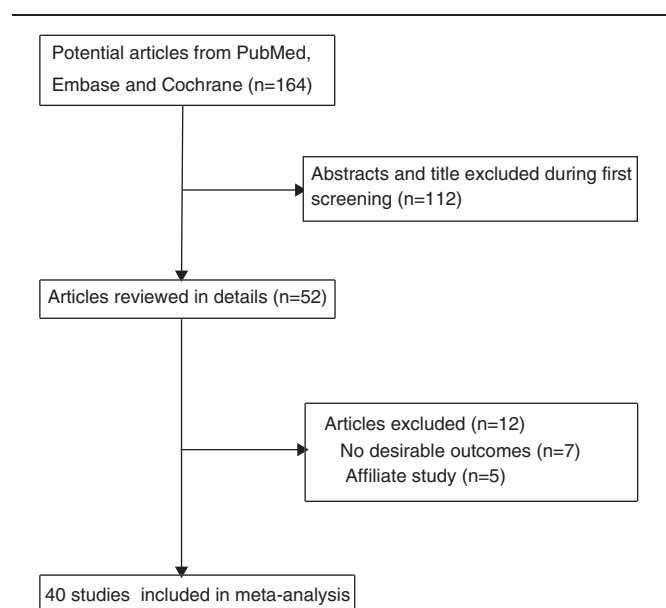 Potential articles from PubMed,
Embase and Cochrane (n=164)
Abstracts and title excluded during first
screening (n=112)
Articles reviewed in details (n=52)
Articles excluded (n=12)
No desirable outcomes (n=7)
Affiliate study (n=5)
40 studies included in meta-analysis